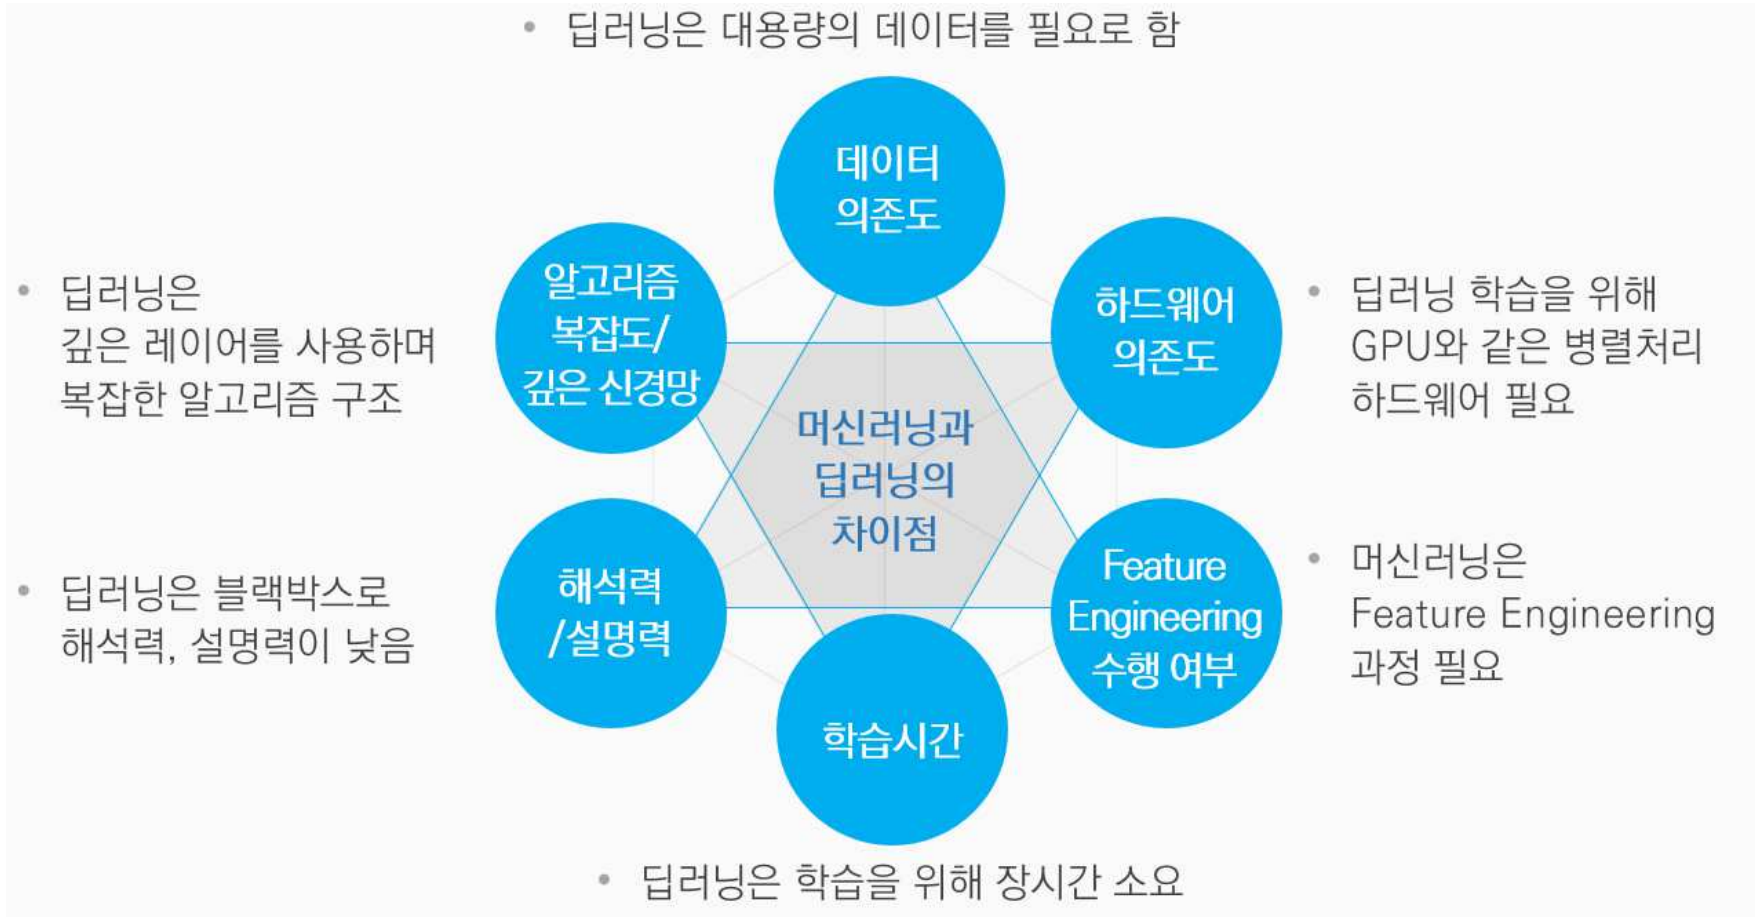 • 딥러닝은 대용량의 데이터를 필요로 함
데이터
의존도
하드웨어
의존도
• 딥러닝 학습을 위해
GPU와 같은 병렬처리
하드웨어 필요
Feature
Engineering
수행 여부
• 머신러닝은
Feature Engineering
과정 필요
학습시간
• 딥러닝은 학습을 위해 장시간 소요
해석력
/설명력
• 딥러닝은 블랙박스로
해석력, 설명력이 낮음
알고리즘
복잡도/
깊은 신경망
• 딥러닝은
깊은 레이어를 사용하며
복잡한 알고리즘 구조
머신러닝과
딥러닝의
차이점